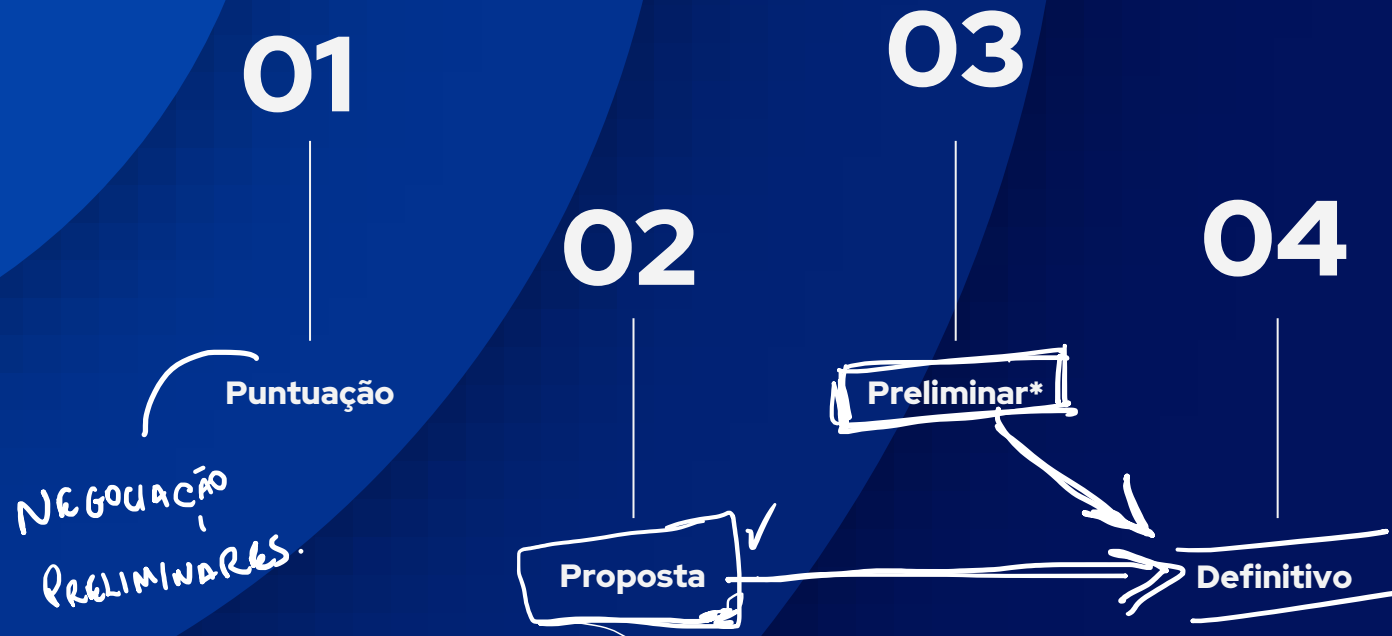 01
Puntuação
NEGOCIAÇÃO
PRELIMINARES.
02
Proposta
03
Preliminar*
04
Definitivo